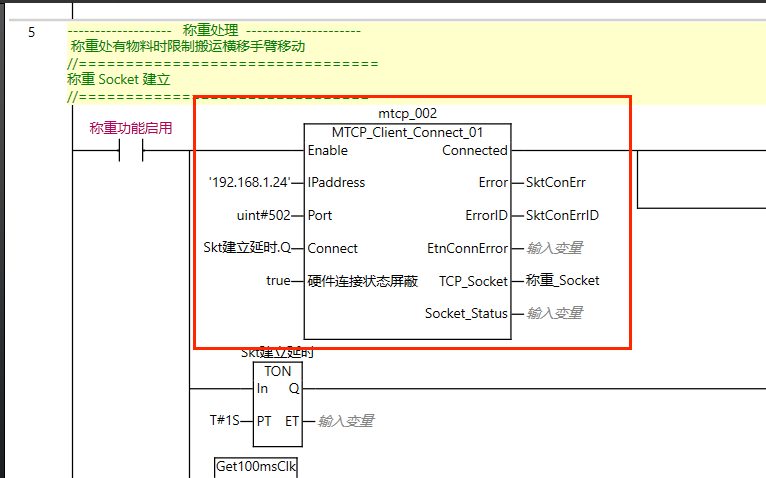 5
------------------- 称重处理 ---------------------
称重处有物料时限制搬运横移手臂移动
//================================
称重 Socket 建立
//===============================
称重功能启用
mtcp_002
MTCP_Client_Connect_01
Enable Connected
'192.168.1.24' IPaddress Error SktConErr
uint#502 Port ErrorID SktConErrID
Skt建立延时.Q Connect EtnConnError 输入变量
true 硬件连接状态屏蔽 TCP_Socket 称重_Socket
Socket_Status 输入变量
Skt建立延时
TON
In Q
T#1S PT ET 输入变量
Get100msClk